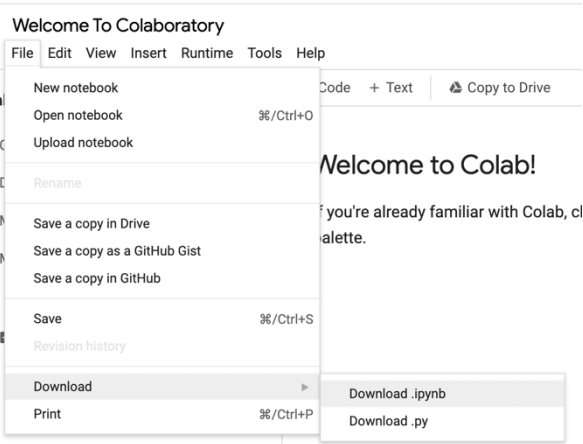 Welcome To Colaboratory
File Edit View Insert Runtime Tools Help
Code + Text Copy to Drive
New notebook
Open notebook ⌘/Ctrl+O
Upload notebook
Welcome to Colab!
Rename
f you're already familiar with Colab, cl
Save a copy in Drive
alette.
Save a copy as a GitHub Gist
Save a copy in GitHub
Save ⌘/Ctrl+S
Revision history
Download
Download .ipynb
Print ⌘/Ctrl+P
Download .py